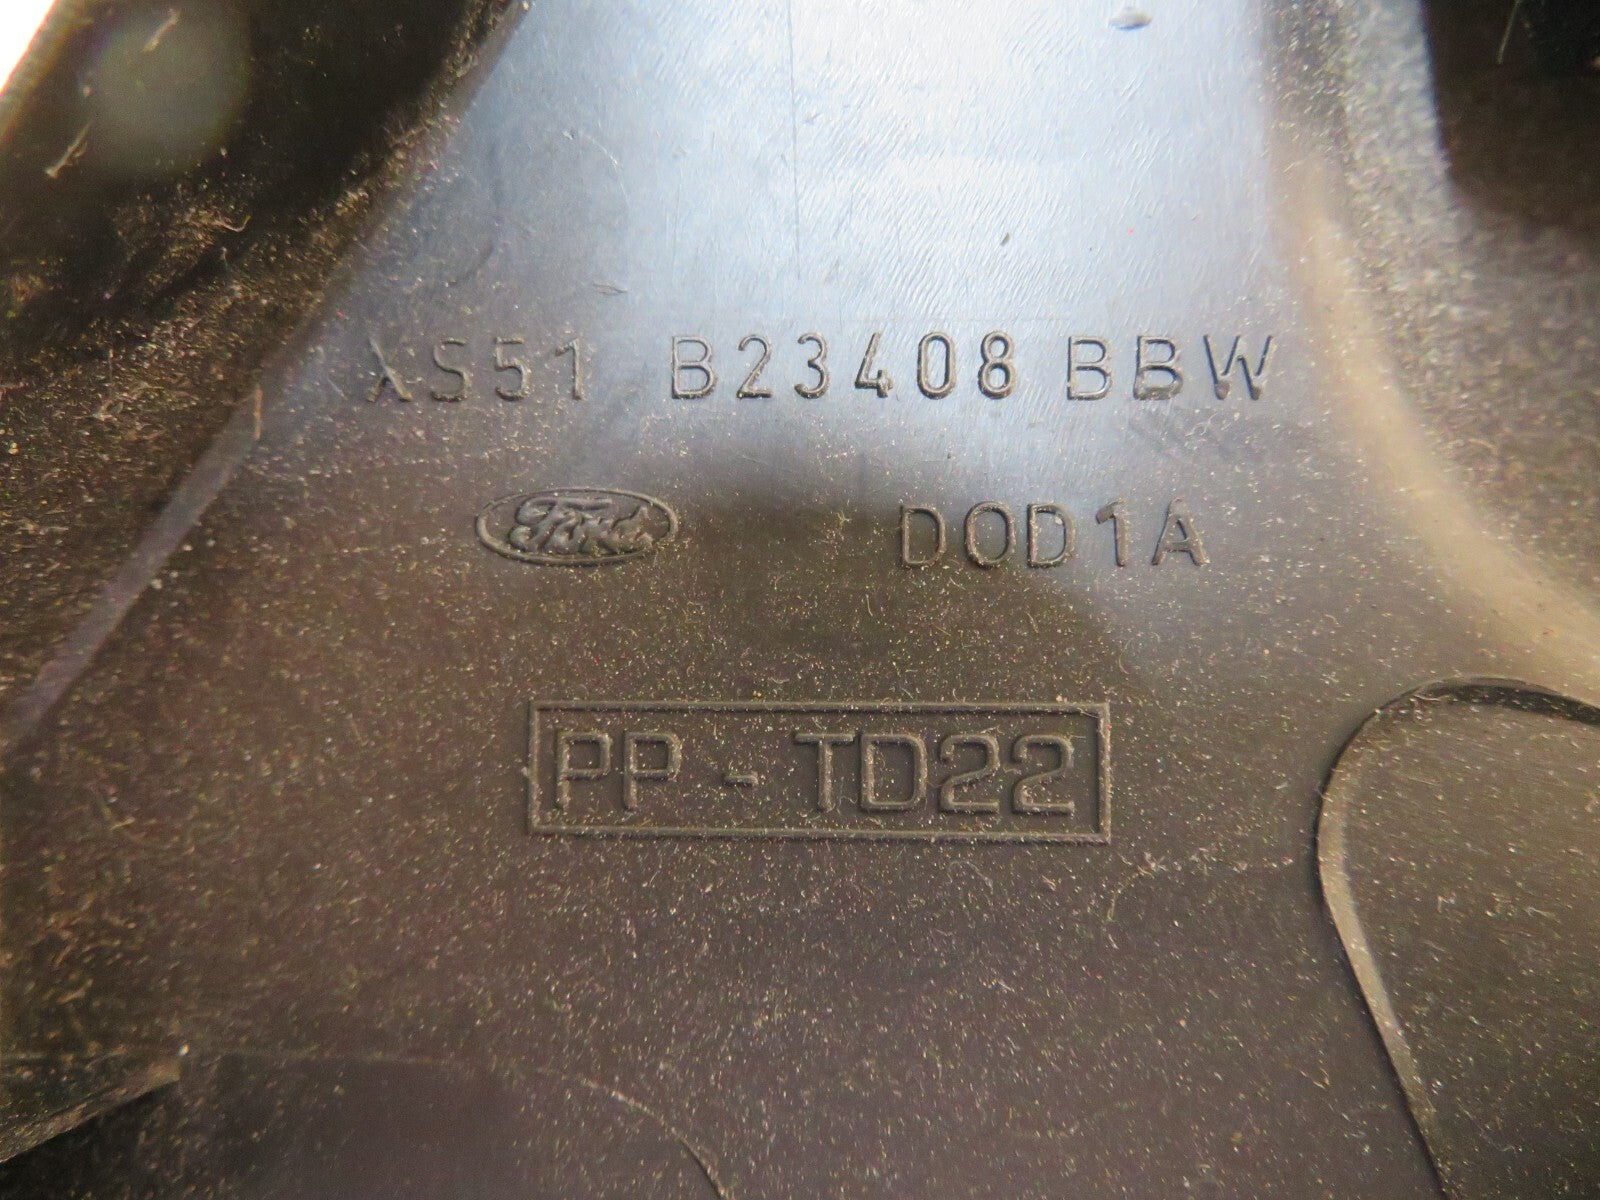 XS51 B23408 BBW
Ford DOD1A
PP - TD22